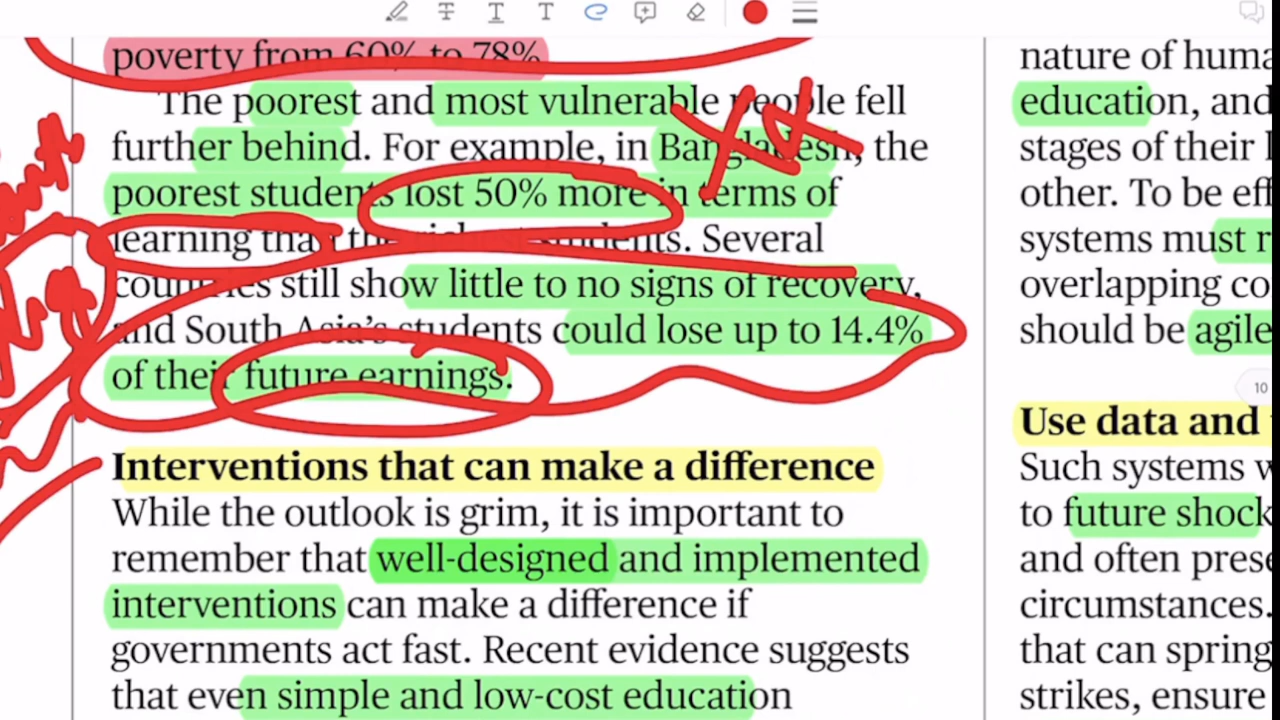 poverty from 60% to 78%.
The poorest and most vulnerable people fell
further behind. For example, in Bangladesh, the
poorest students lost 50% more in terms of
learning than the richest students. Several
countries still show little to no signs of recovery,
and South Asia's students could lose up to 14.4%
of their future earnings.
Interventions that can make a difference
While the outlook is grim, it is important to
remember that well-designed and implemented
interventions can make a difference if
governments act fast. Recent evidence suggests
that even simple and low-cost education
nature of huma
education, and
stages of their l
other. To be eff
systems must r
overlapping co
should be agile
10
Use data and
Such systems w
to future shock
and often prese
circumstances.
that can spring
strikes, ensure